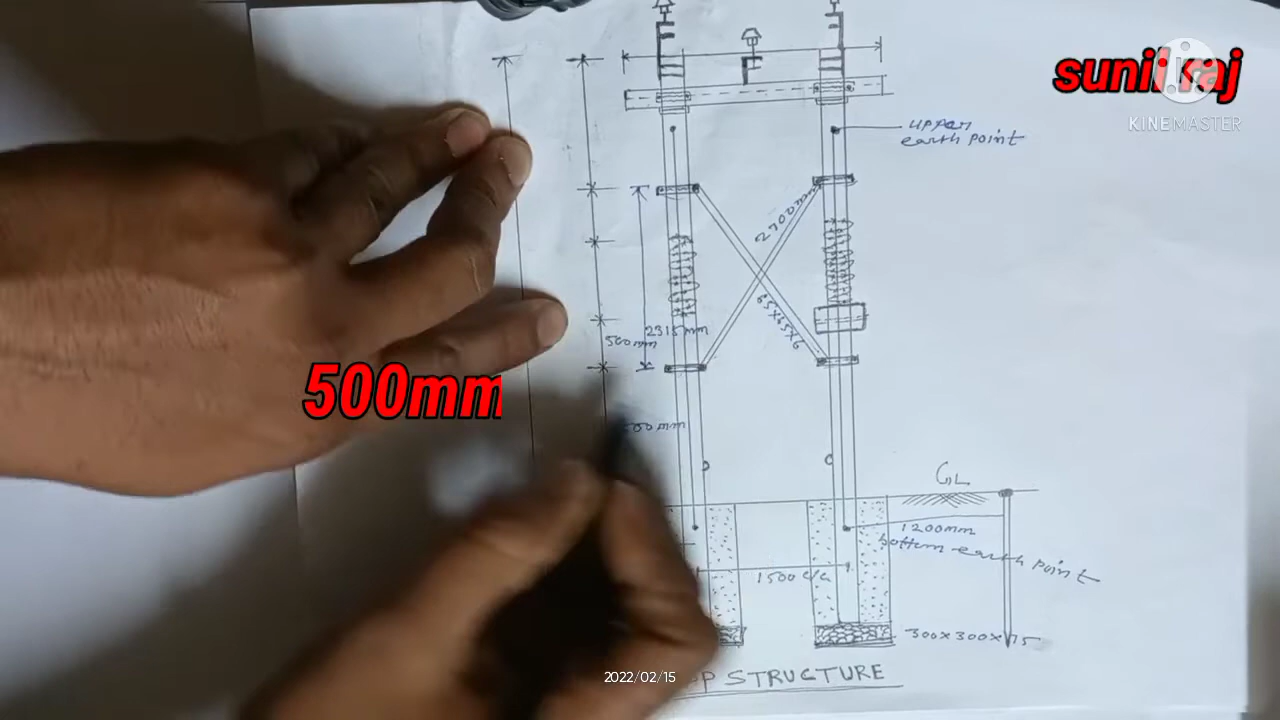 sunil raj
KINEMASTER
upper
earth point
2700mm
65x65x6
2315mm
500mm
500mm
GL
1200mm
bottom earth point
1500 c/c
300x300x75
P STRUCTURE
2022/02/15